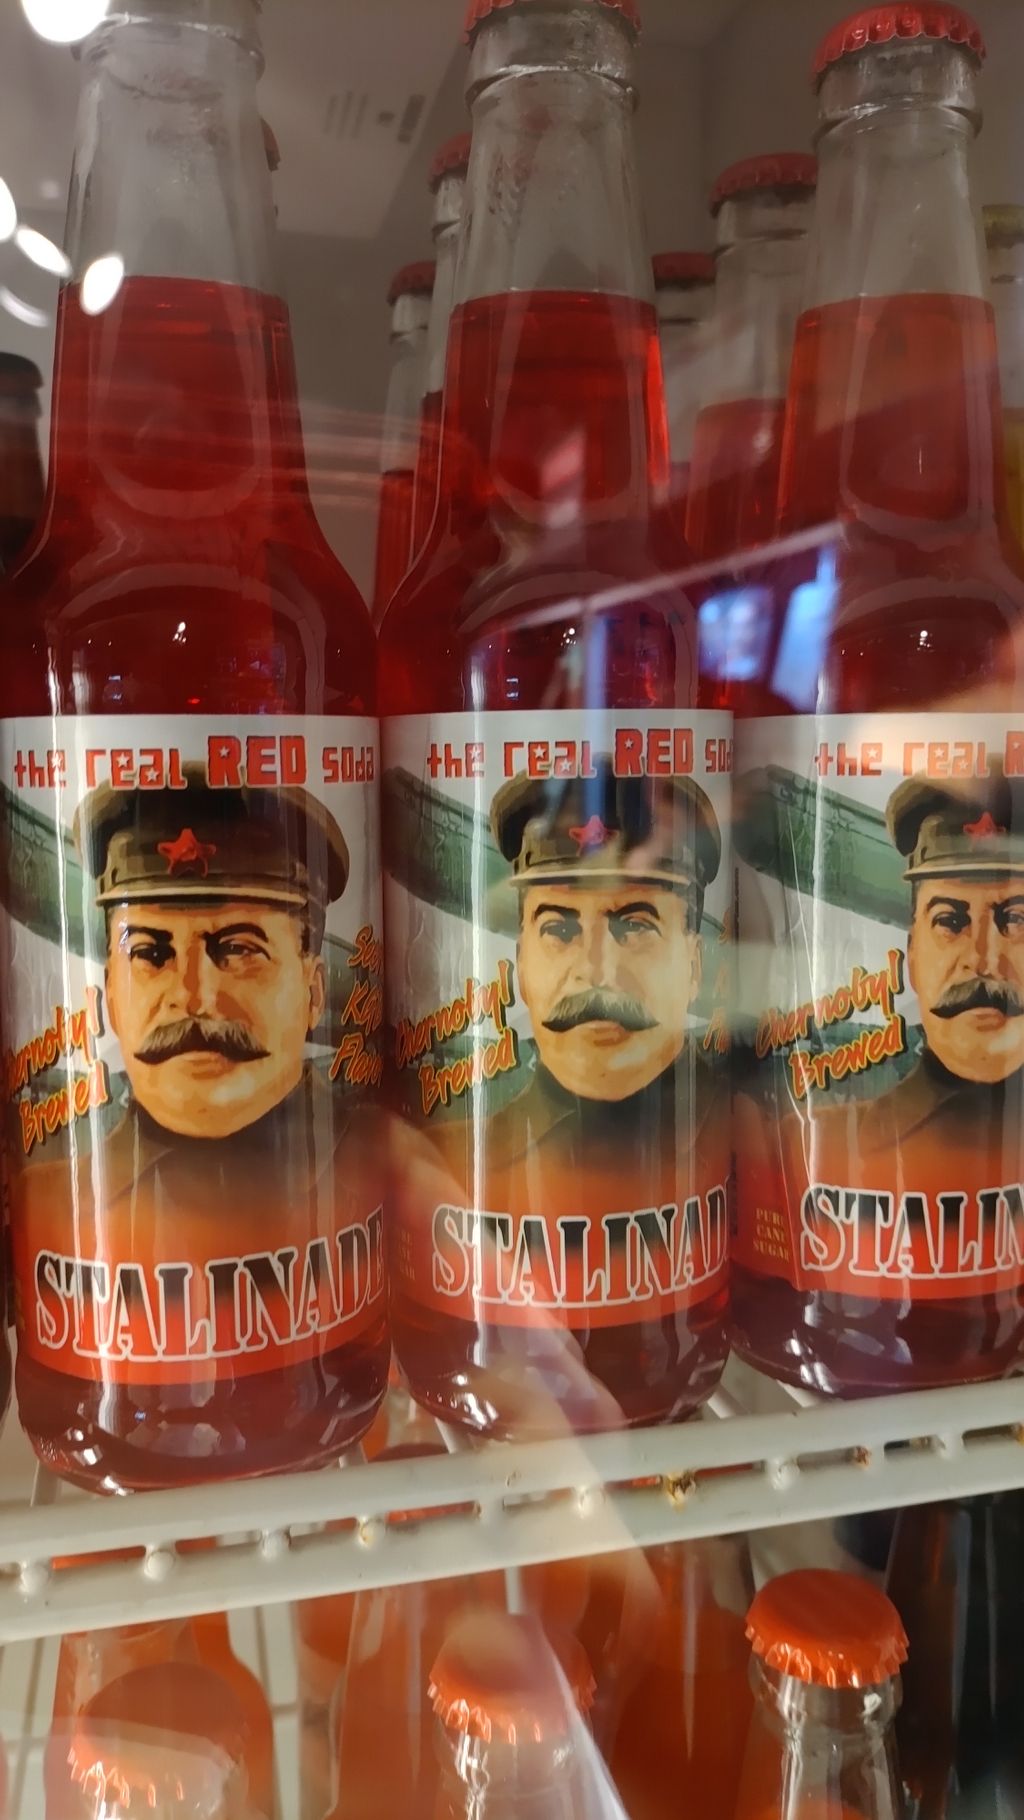 the real RED soda
Chernobyl
Brewed
KGB
STALINADE
the real RED
Chernobyl
Brewed
STALINAD
the real
Chernobyl
Brewed
PURE
CANE
SUGAR
STALIN